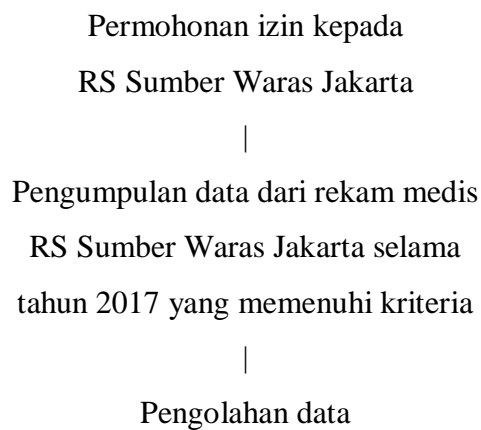 Permohonan izin kepada
RS Sumber Waras Jakarta
|
Pengumpulan data dari rekam medis
RS Sumber Waras Jakarta selama
tahun 2017 yang memenuhi kriteria
|
Pengolahan data